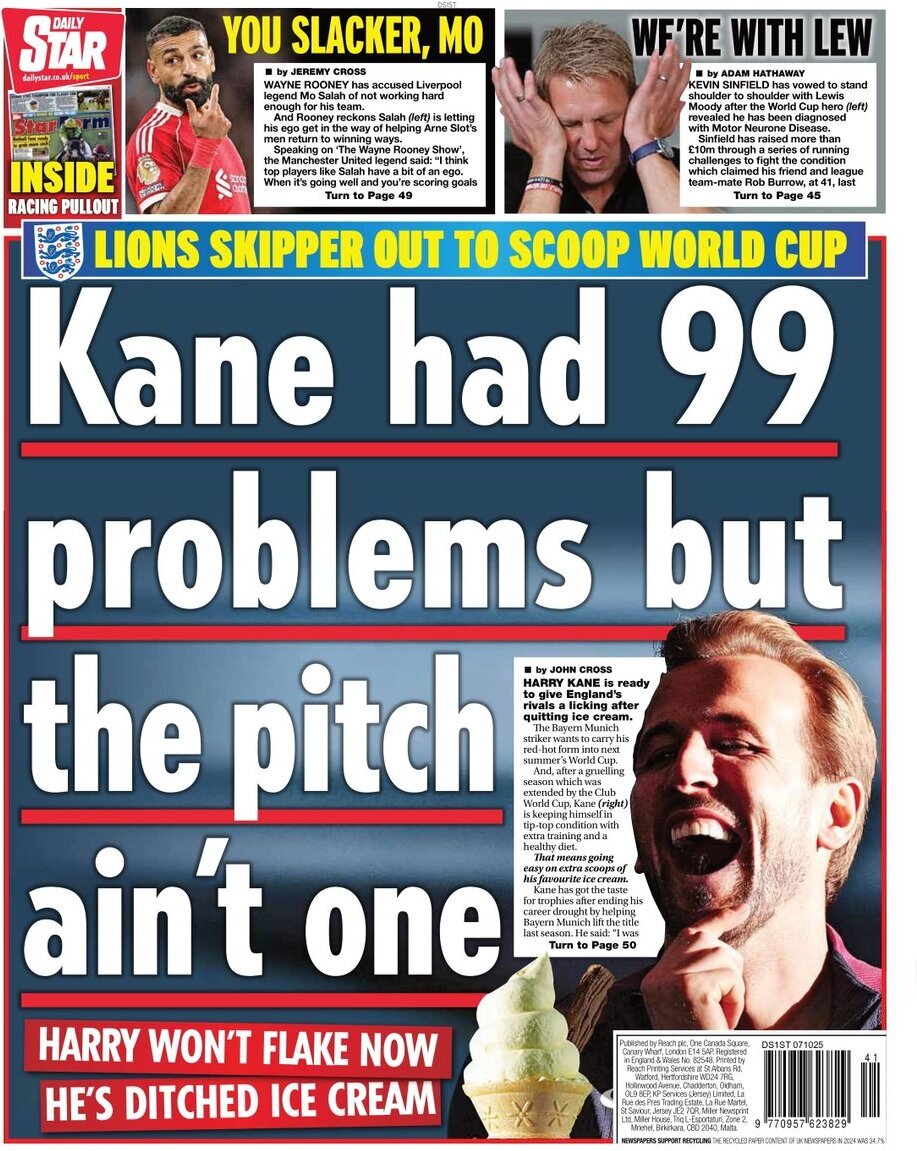 DS1ST
DAILY
STAR
dailystar.co.uk/sport
INSIDE
RACING PULLOUT
YOU SLACKER, MO
■ by JEREMY CROSS
WAYNE ROONEY has accused Liverpool
legend Mo Salah of not working hard
enough for his team.
And Rooney reckons Salah (left) is letting
his ego get in the way of helping Arne Slot's
men return to winning ways.
Speaking on 'The Wayne Rooney Show',
the Manchester United legend said: "I think
top players like Salah have a bit of an ego.
When it's going well and you're scoring goals
Turn to Page 49
WE'RE WITH LEW
■ by ADAM HATHAWAY
KEVIN SINFIELD has vowed to stand
shoulder to shoulder with Lewis
Moody after the World Cup hero (left)
revealed he has been diagnosed
with Motor Neurone Disease.
Sinfield has raised more than
£10m through a series of running
challenges to fight the condition
which claimed his friend and league
team-mate Rob Burrow, at 41, last
Turn to Page 45
LIONS SKIPPER OUT TO SCOOP WORLD CUP
Kane had 99
problems but
the pitch
ain't one
■ by JOHN CROSS
HARRY KANE is ready
to give England's
rivals a licking after
quitting ice cream.
The Bayern Munich
striker wants to carry his
red-hot form into next
summer's World Cup.
And, after a gruelling
season which was
extended by the Club
World Cup, Kane (right)
is keeping himself in
tip-top condition with
extra training and a
healthy diet.
That means going
easy on extra scoops of
his favourite ice cream.
Kane has got the taste
for trophies after ending his
career drought by helping
Bayern Munich lift the title
last season. He said: "I was
Turn to Page 50
HARRY WON'T FLAKE NOW
HE'S DITCHED ICE CREAM
Published by Reach plc, One Canada Square,
Canary Wharf, London E14 5AP. Registered
in England & Wales No. 82548. Printed by
Reach Printing Services at St Albans Rd,
Watford, Hertfordshire WD24 7RG,
Hollinwood Avenue, Chadderton, Oldham,
OL9 8EP, KP Services (Jersey) Limited, La
Rue des Pres Trading Estate, La Rue Martel,
St Saviour, Jersey JE2 7QR, Miller Newsprint
Ltd, Miller House, Triq L-Esportaturi, Zone 2,
Mriehel, Birkirkara, CBD 2040, Malta.
DS1ST 071025
41
9 770957 623829
NEWSPAPERS SUPPORT RECYCLING THE RECYCLED PAPER CONTENT OF UK NEWSPAPERS IN 2024 WAS 34.7%